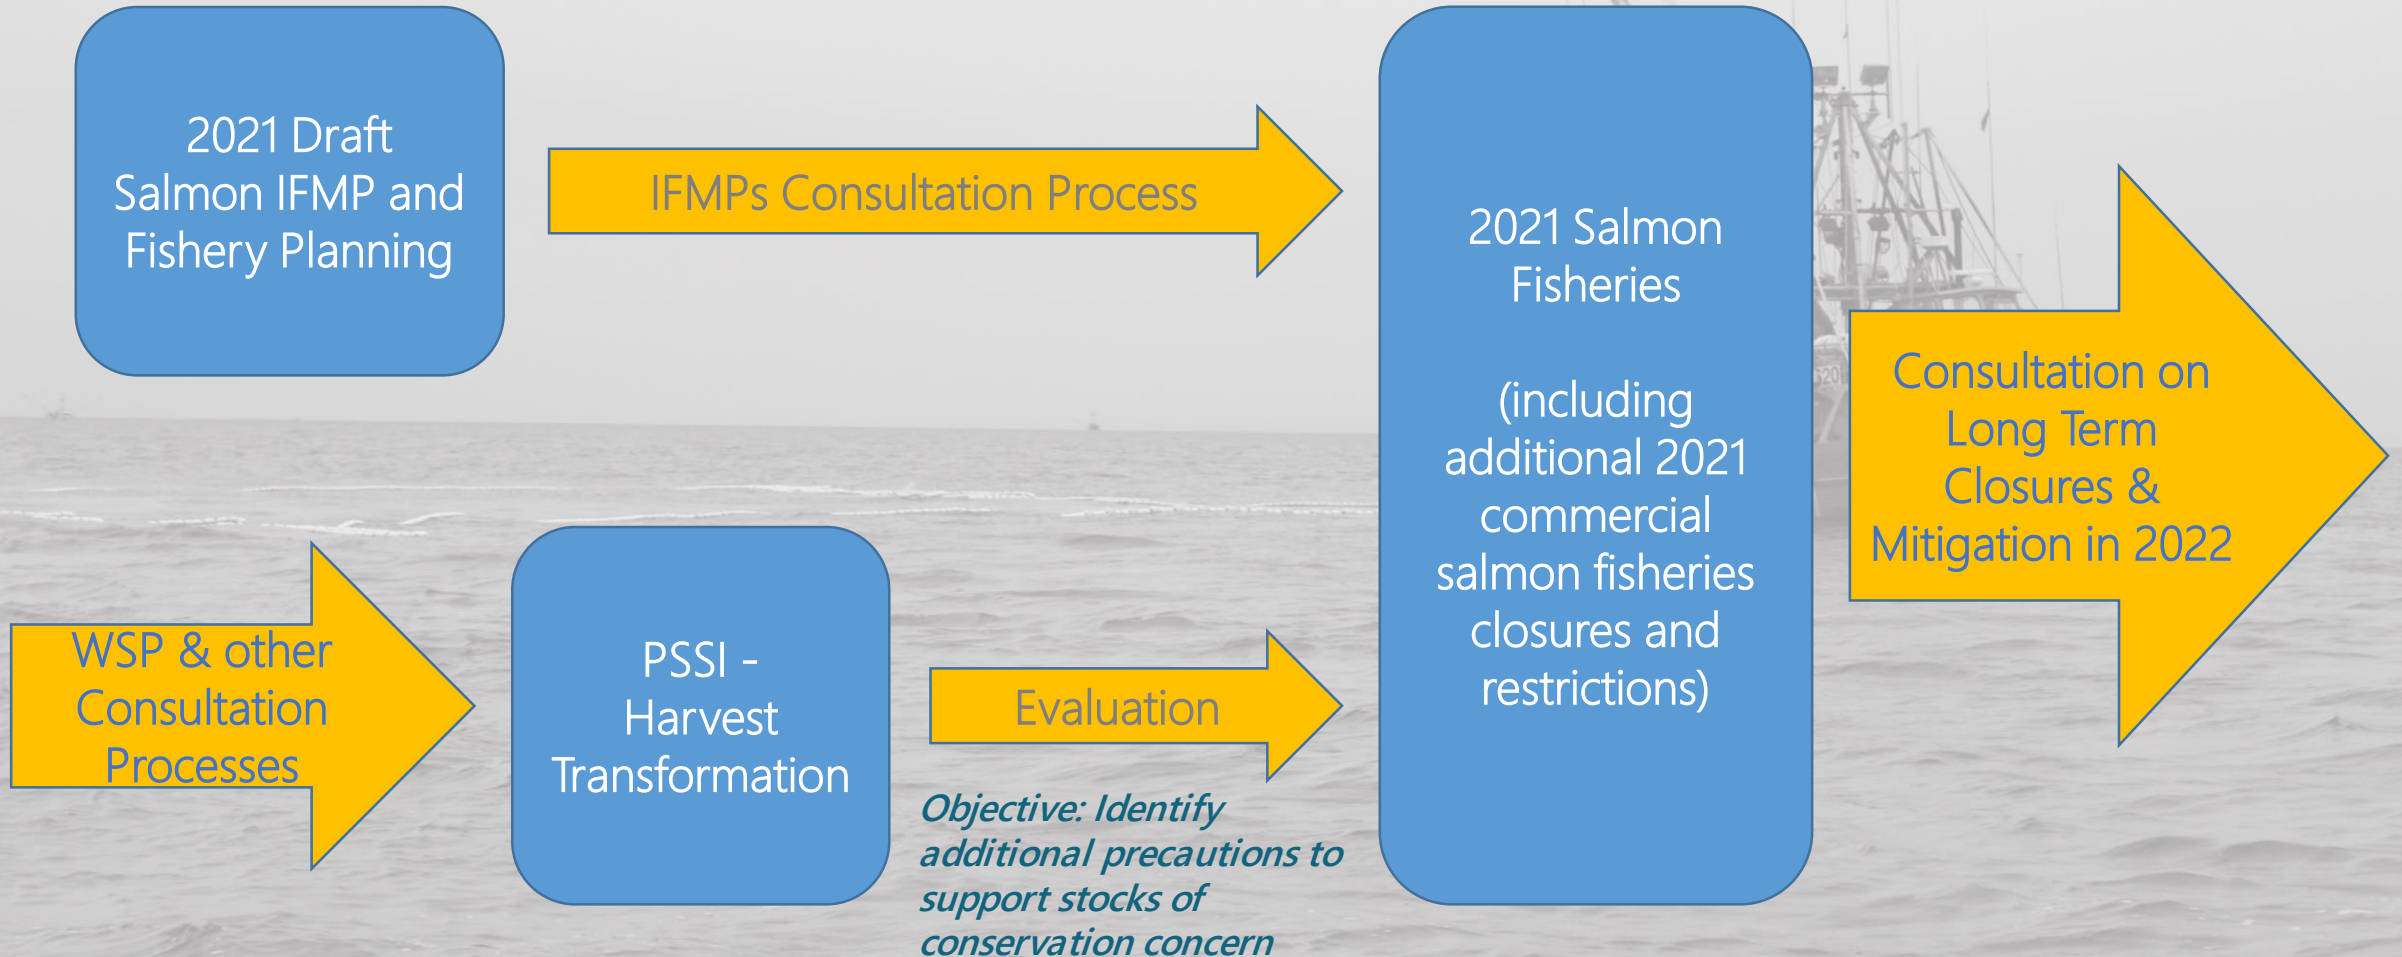 2021 Draft
Salmon IFMP and
Fishery Planning
IFMPs Consultation Process
2021 Salmon
Fisheries
(including
additional 2021
commercial
salmon fisheries
closures and
restrictions)
Consultation on
Long Term
Closures &
Mitigation in 2022
WSP & other
Consultation
Processes
PSSI -
Harvest
Transformation
Evaluation
Objective: Identify
additional precautions to
support stocks of
conservation concern